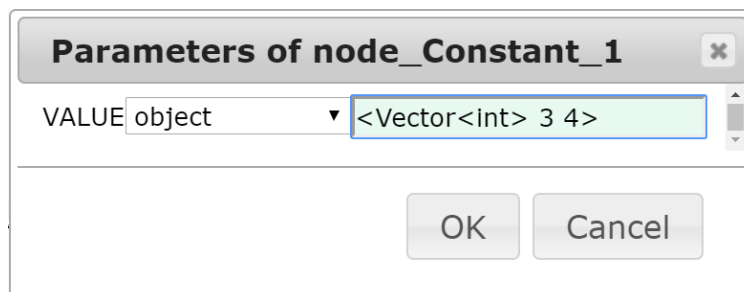 Parameters of node_Constant_1
VALUE object <Vector<int> 3 4>
OK Cancel